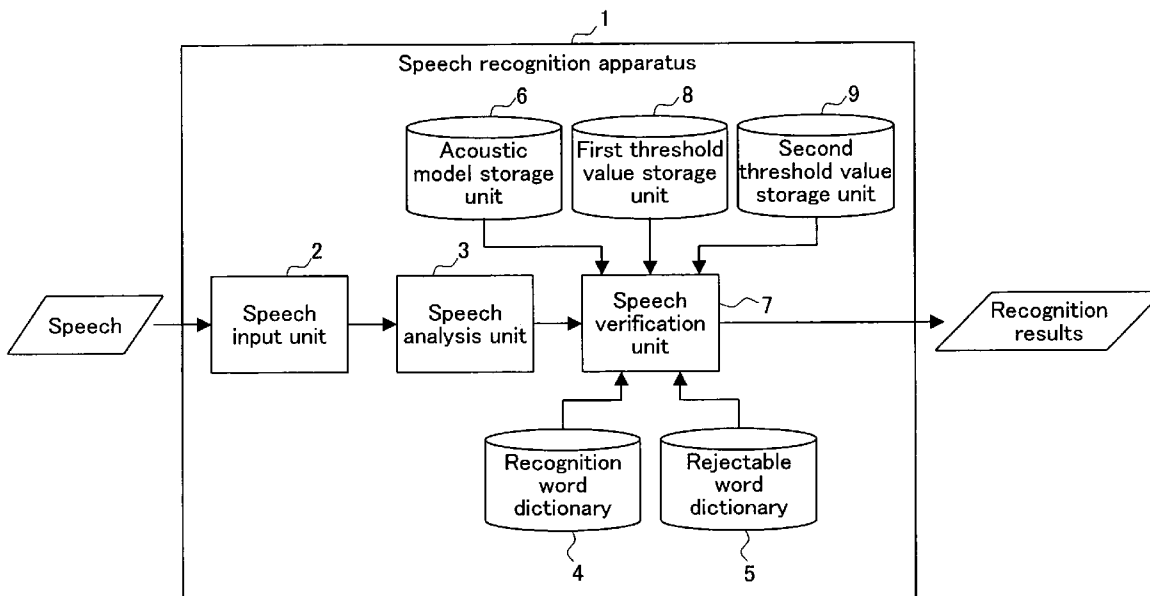 1
Speech recognition apparatus
6
8
9
Acoustic
model storage
unit
First threshold
value storage
unit
Second
threshold value
storage unit
2
3
7
Speech
Speech
input unit
Speech
analysis unit
Speech
verification
unit
Recognition
results
Recognition
word
dictionary
Rejectable
word
dictionary
4
5